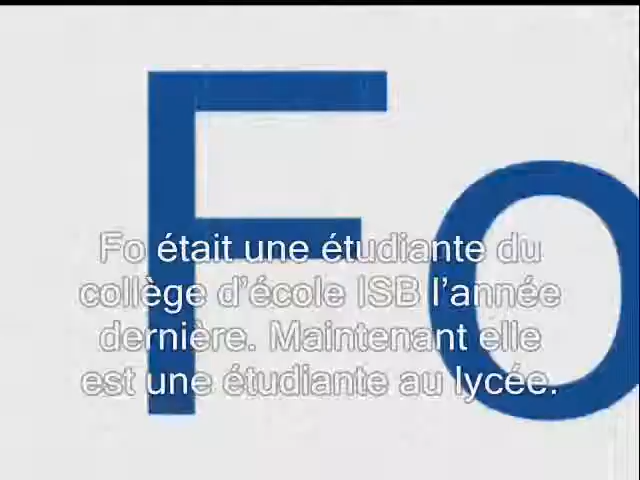 Fo
Fo était une étudiante du
collège d'école ISB l'année
dernière. Maintenant elle
est une étudiante au lycée.